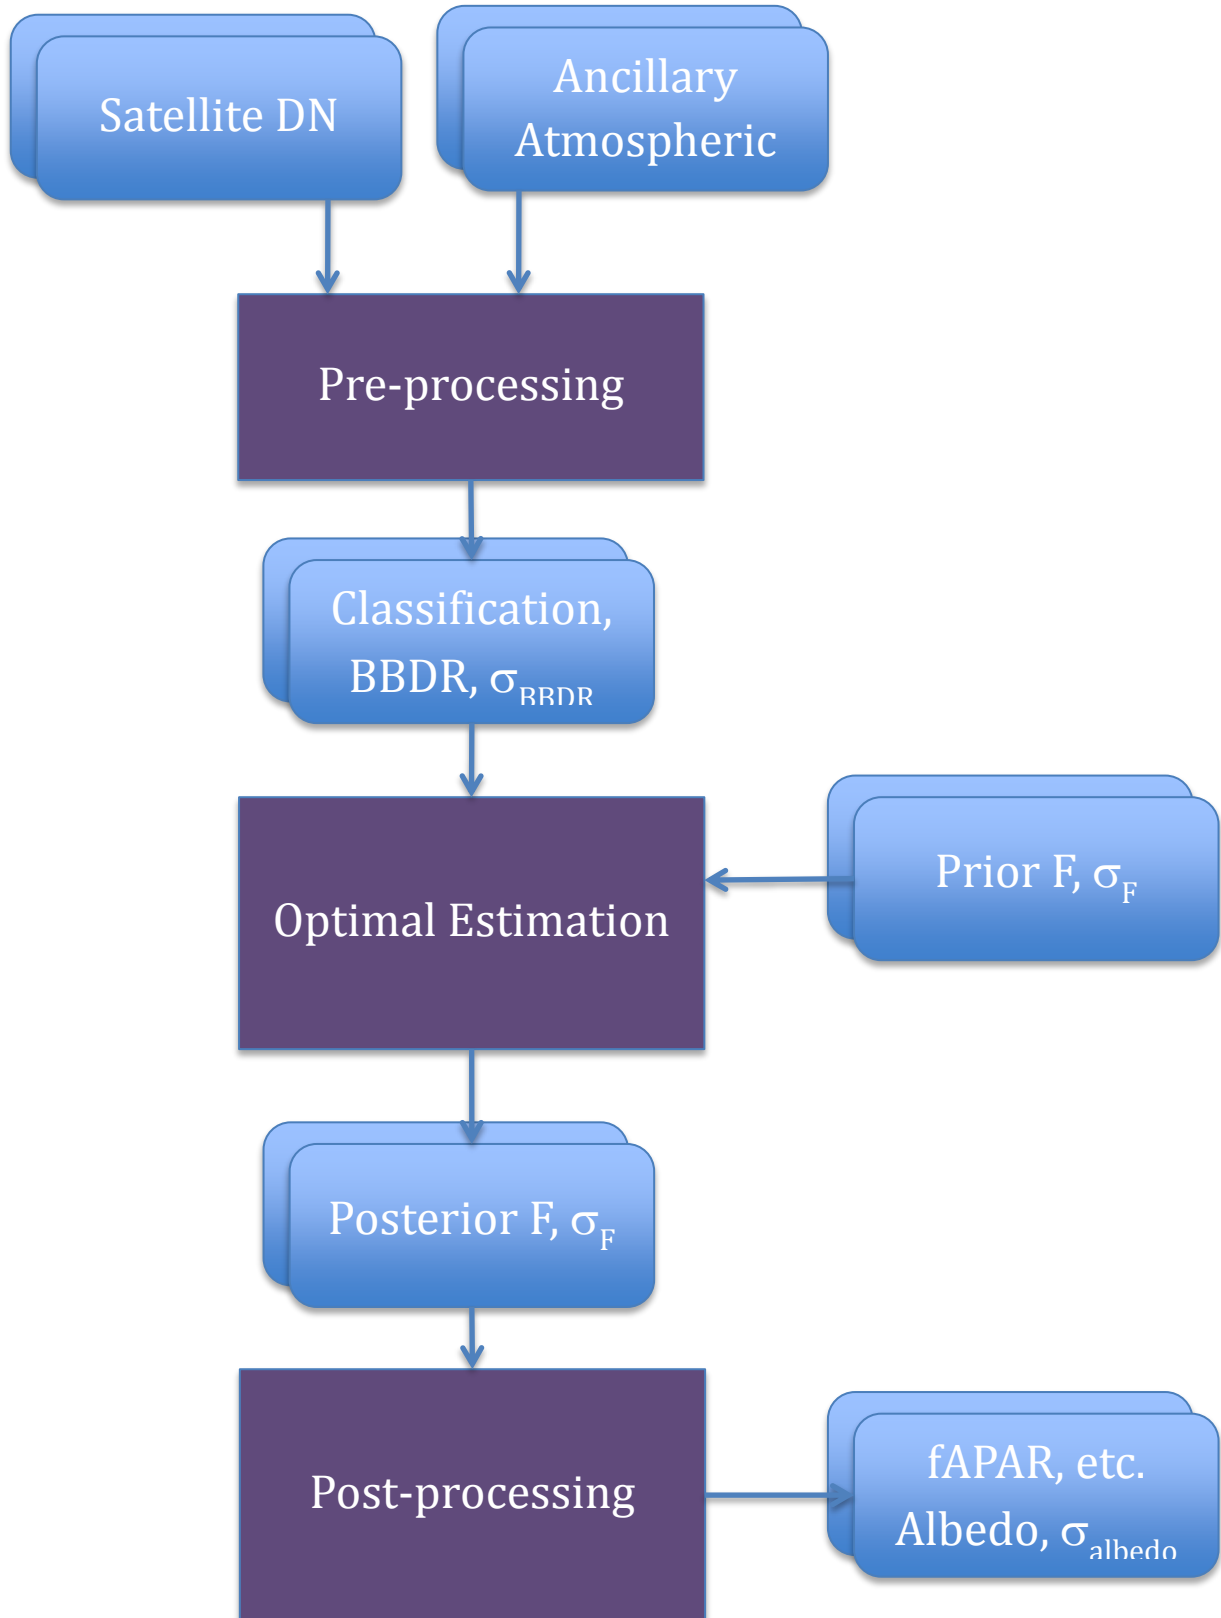 Satellite DN
Ancillary
Atmospheric
Pre-processing
Classification,
BBDR, σBBDR
Prior F, σF
Optimal Estimation
Posterior F, σF
fAPAR, etc.
Albedo, σalbedo
Post-processing